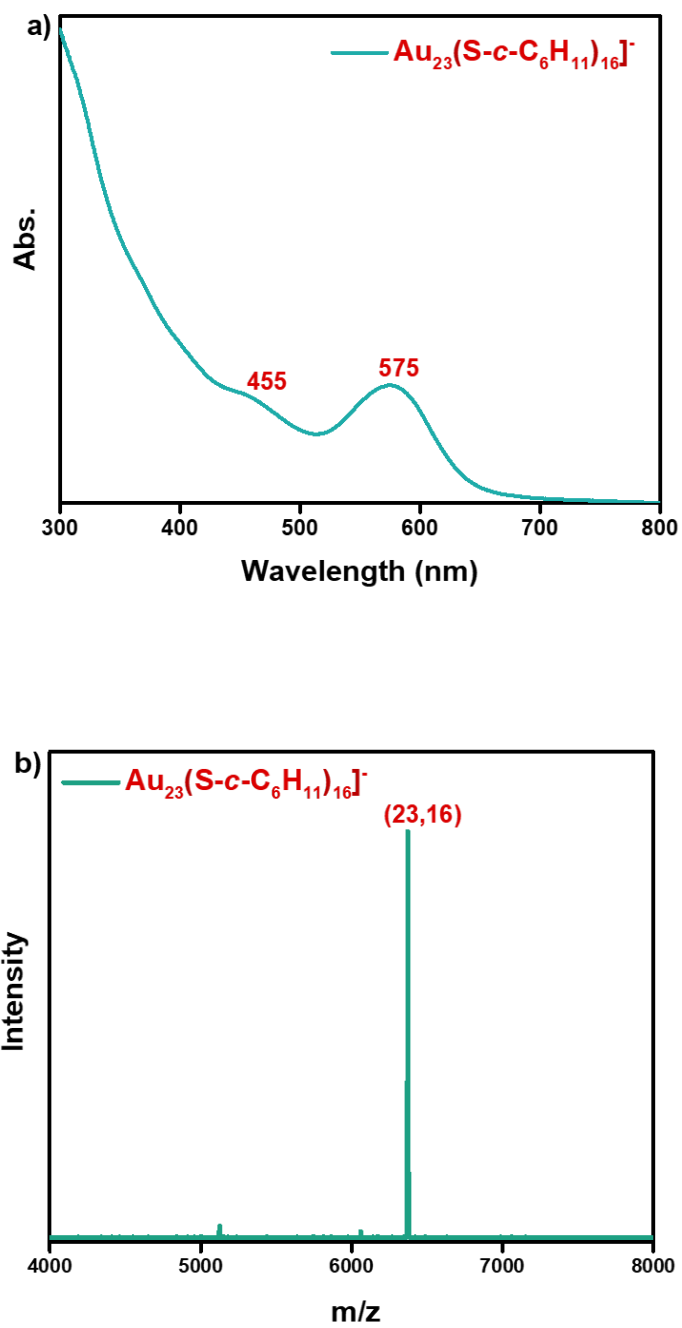 a)
Au₂₃(S-c-C₆H₁₁)₁₆]⁻
Abs.
455
575
300 400 500 600 700 800
Wavelength (nm)
b)
Au₂₃(S-c-C₆H₁₁)₁₆]⁻
(23,16)
Intensity
4000 5000 6000 7000 8000
m/z